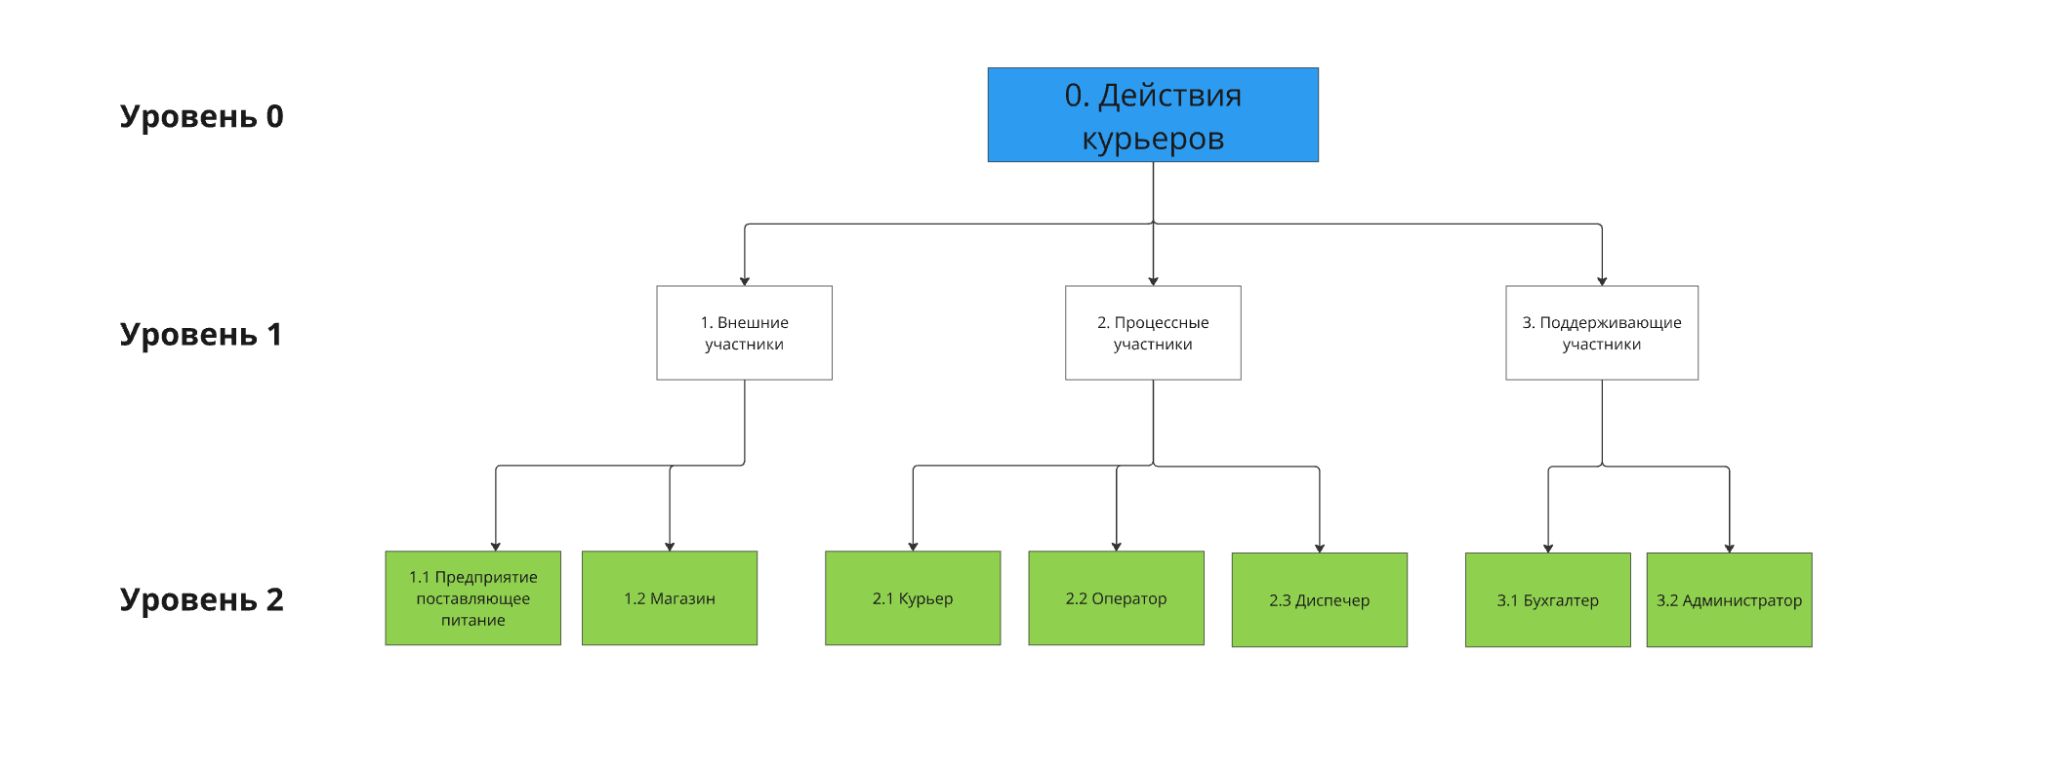 Уровень 0
0. Действия
курьеров
Уровень 1
1. Внешние
участники
2. Процессные
участники
3. Поддерживающие
участники
Уровень 2
1.1 Предприятие
поставляющее
питание
1.2 Магазин
2.1 Курьер
2.2 Оператор
2.3 Диспечер
3.1 Бухгалтер
3.2 Администратор